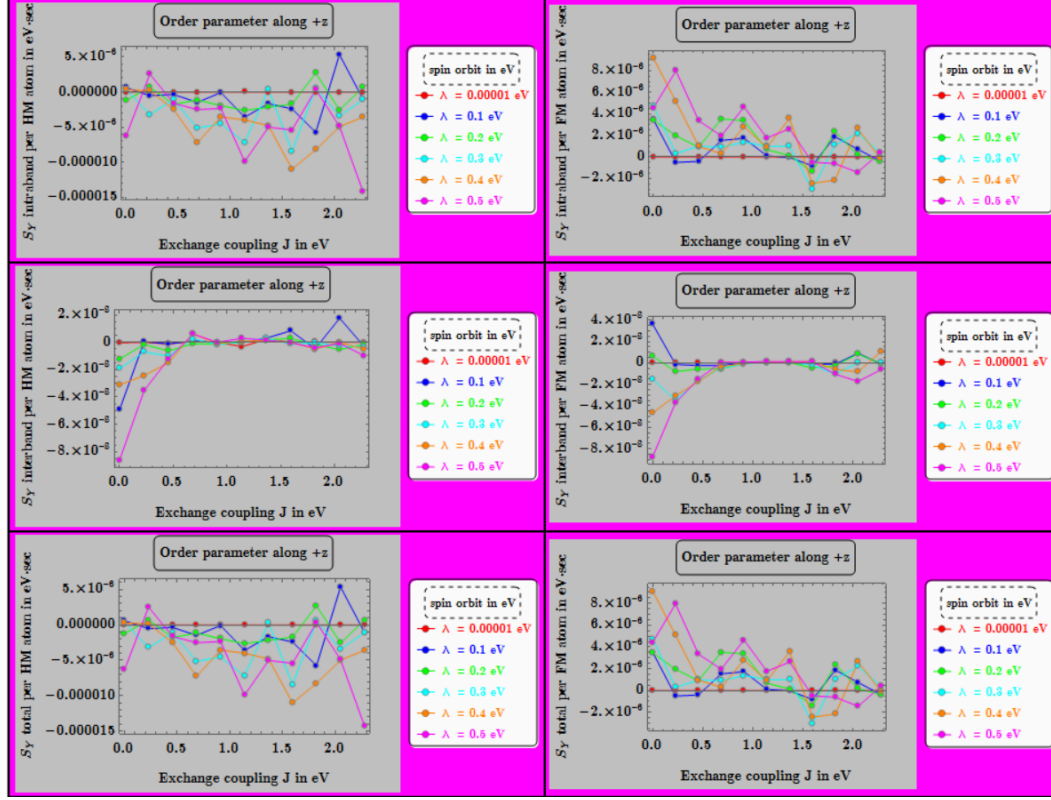 Order parameter along +z
S_Y intraband per HM atom in eV·sec
5.×10⁻⁶
0.000000
-5.×10⁻⁶
-0.000010
-0.000015
0.0 0.5 1.0 1.5 2.0
Exchange coupling J in eV
spin orbit in eV
λ = 0.00001 eV
λ = 0.1 eV
λ = 0.2 eV
λ = 0.3 eV
λ = 0.4 eV
λ = 0.5 eV
Order parameter along +z
S_Y intraband per FM atom in eV·sec
8.×10⁻⁶
6.×10⁻⁶
4.×10⁻⁶
2.×10⁻⁶
0
-2.×10⁻⁶
0.0 0.5 1.0 1.5 2.0
Exchange coupling J in eV
spin orbit in eV
λ = 0.00001 eV
λ = 0.1 eV
λ = 0.2 eV
λ = 0.3 eV
λ = 0.4 eV
λ = 0.5 eV
Order parameter along +z
S_Y interband per HM atom in eV·sec
2.×10⁻⁸
0
-2.×10⁻⁸
-4.×10⁻⁸
-6.×10⁻⁸
-8.×10⁻⁸
0.0 0.5 1.0 1.5 2.0
Exchange coupling J in eV
spin orbit in eV
λ = 0.00001 eV
λ = 0.1 eV
λ = 0.2 eV
λ = 0.3 eV
λ = 0.4 eV
λ = 0.5 eV
Order parameter along +z
S_Y interband per FM atom in eV·sec
4.×10⁻⁸
2.×10⁻⁸
0
-2.×10⁻⁸
-4.×10⁻⁸
-6.×10⁻⁸
-8.×10⁻⁸
0.0 0.5 1.0 1.5 2.0
Exchange coupling J in eV
spin orbit in eV
λ = 0.00001 eV
λ = 0.1 eV
λ = 0.2 eV
λ = 0.3 eV
λ = 0.4 eV
λ = 0.5 eV
Order parameter along +z
S_Y total per HM atom in eV·sec
5.×10⁻⁶
0.000000
-5.×10⁻⁶
-0.000010
-0.000015
0.0 0.5 1.0 1.5 2.0
Exchange coupling J in eV
spin orbit in eV
λ = 0.00001 eV
λ = 0.1 eV
λ = 0.2 eV
λ = 0.3 eV
λ = 0.4 eV
λ = 0.5 eV
Order parameter along +z
S_Y total per FM atom in eV·sec
8.×10⁻⁶
6.×10⁻⁶
4.×10⁻⁶
2.×10⁻⁶
0
-2.×10⁻⁶
0.0 0.5 1.0 1.5 2.0
Exchange coupling J in eV
spin orbit in eV
λ = 0.00001 eV
λ = 0.1 eV
λ = 0.2 eV
λ = 0.3 eV
λ = 0.4 eV
λ = 0.5 eV